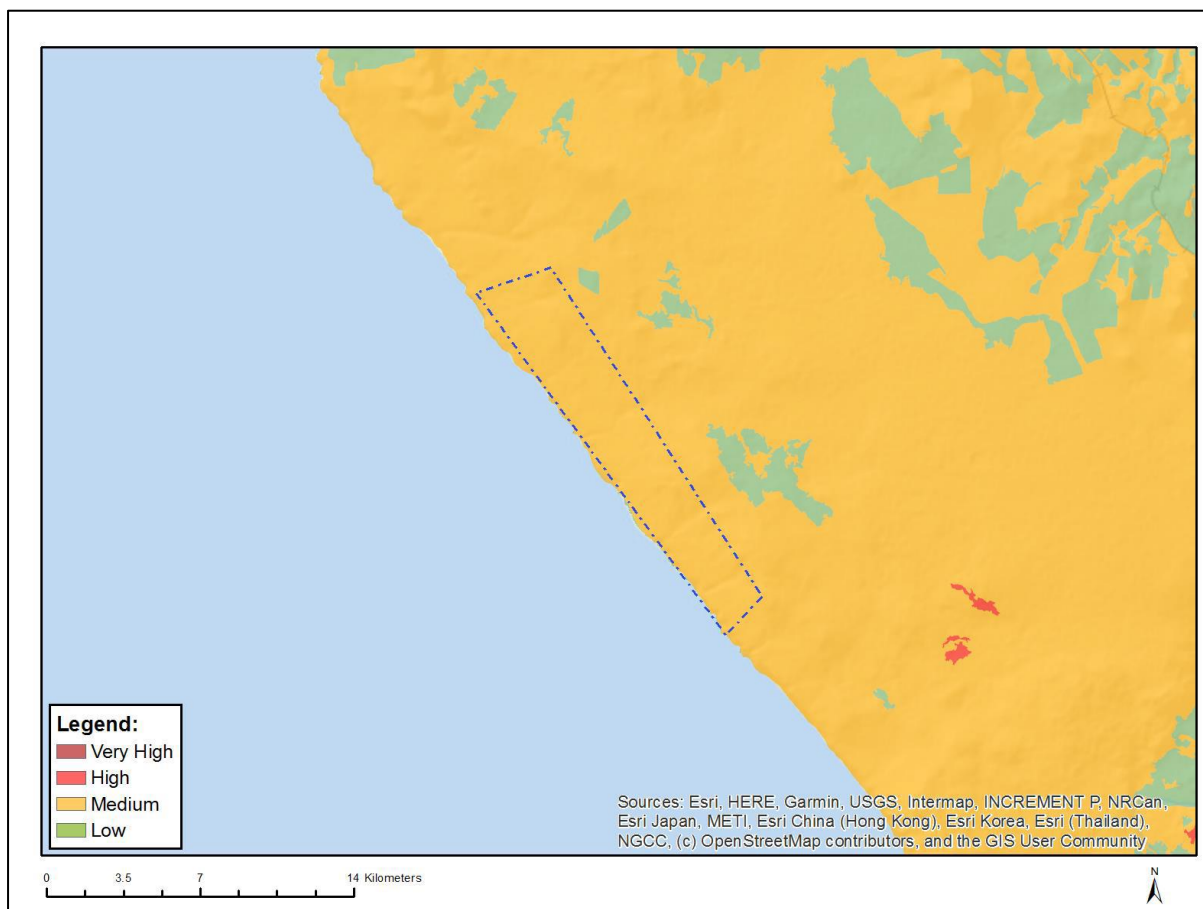 Legend:
Very High
High
Medium
Low
Sources: Esri, HERE, Garmin, USGS, Intermap, INCREMENT P, NRCan,
Esri Japan, METI, Esri China (Hong Kong), Esri Korea, Esri (Thailand),
NGCC, (c) OpenStreetMap contributors, and the GIS User Community
0 3.5 7 14 Kilometers
N